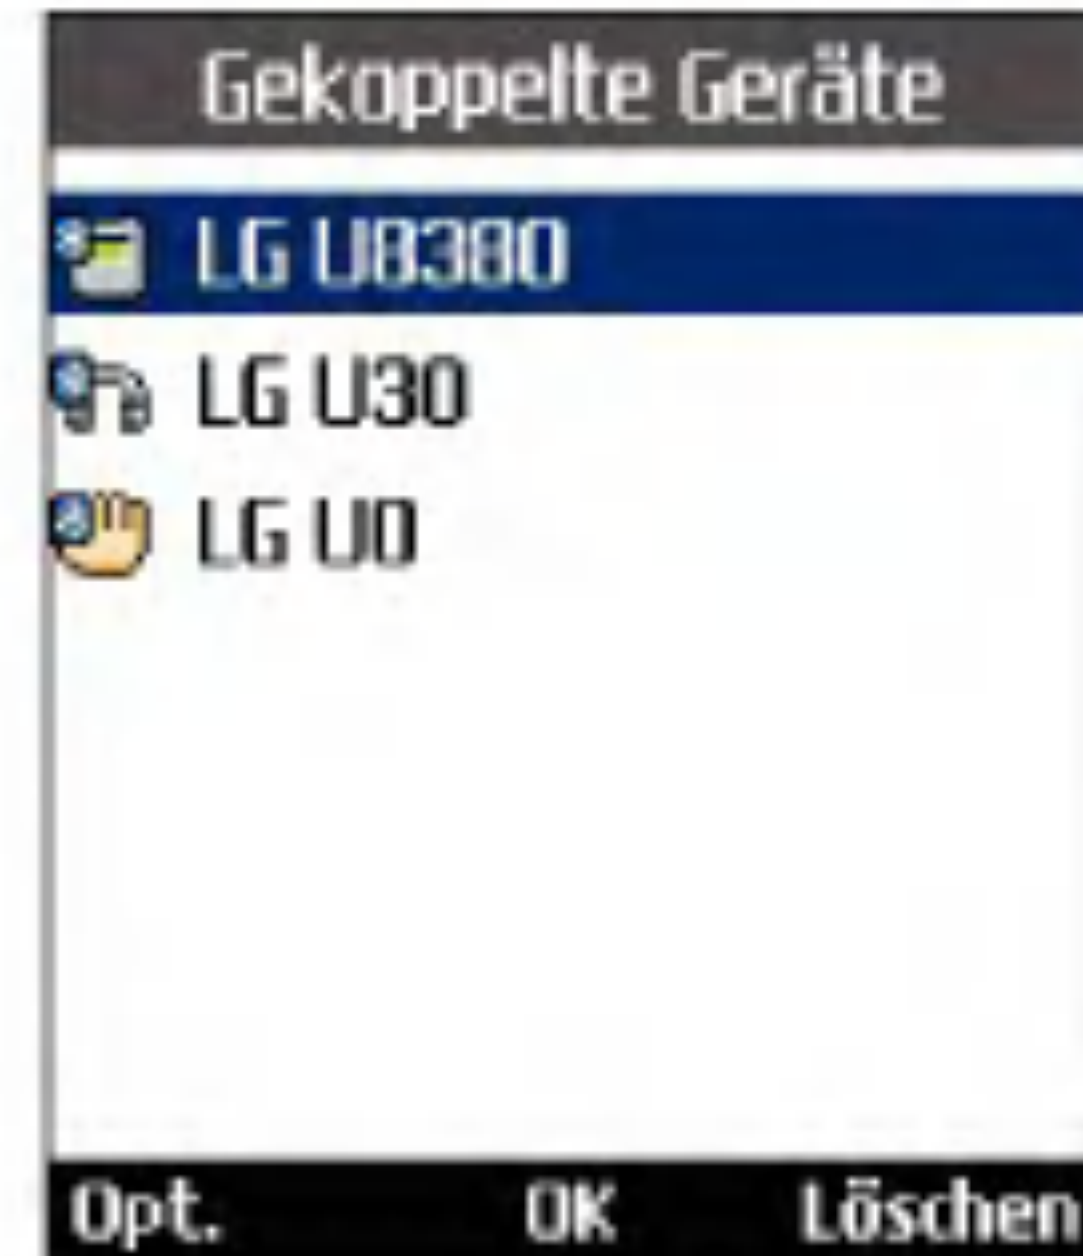 Gekoppelte Geräte
LG U8380
LG U30
LG U0
Opt. OK Löschen